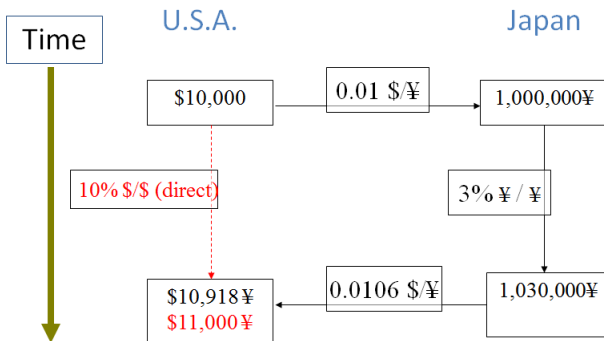 U.S.A.
Japan
Time
$10,000
0.01 $/¥
1,000,000¥
10% $/$ (direct)
3% ¥ / ¥
$10,918¥
$11,000¥
0.0106 $/¥
1,030,000¥